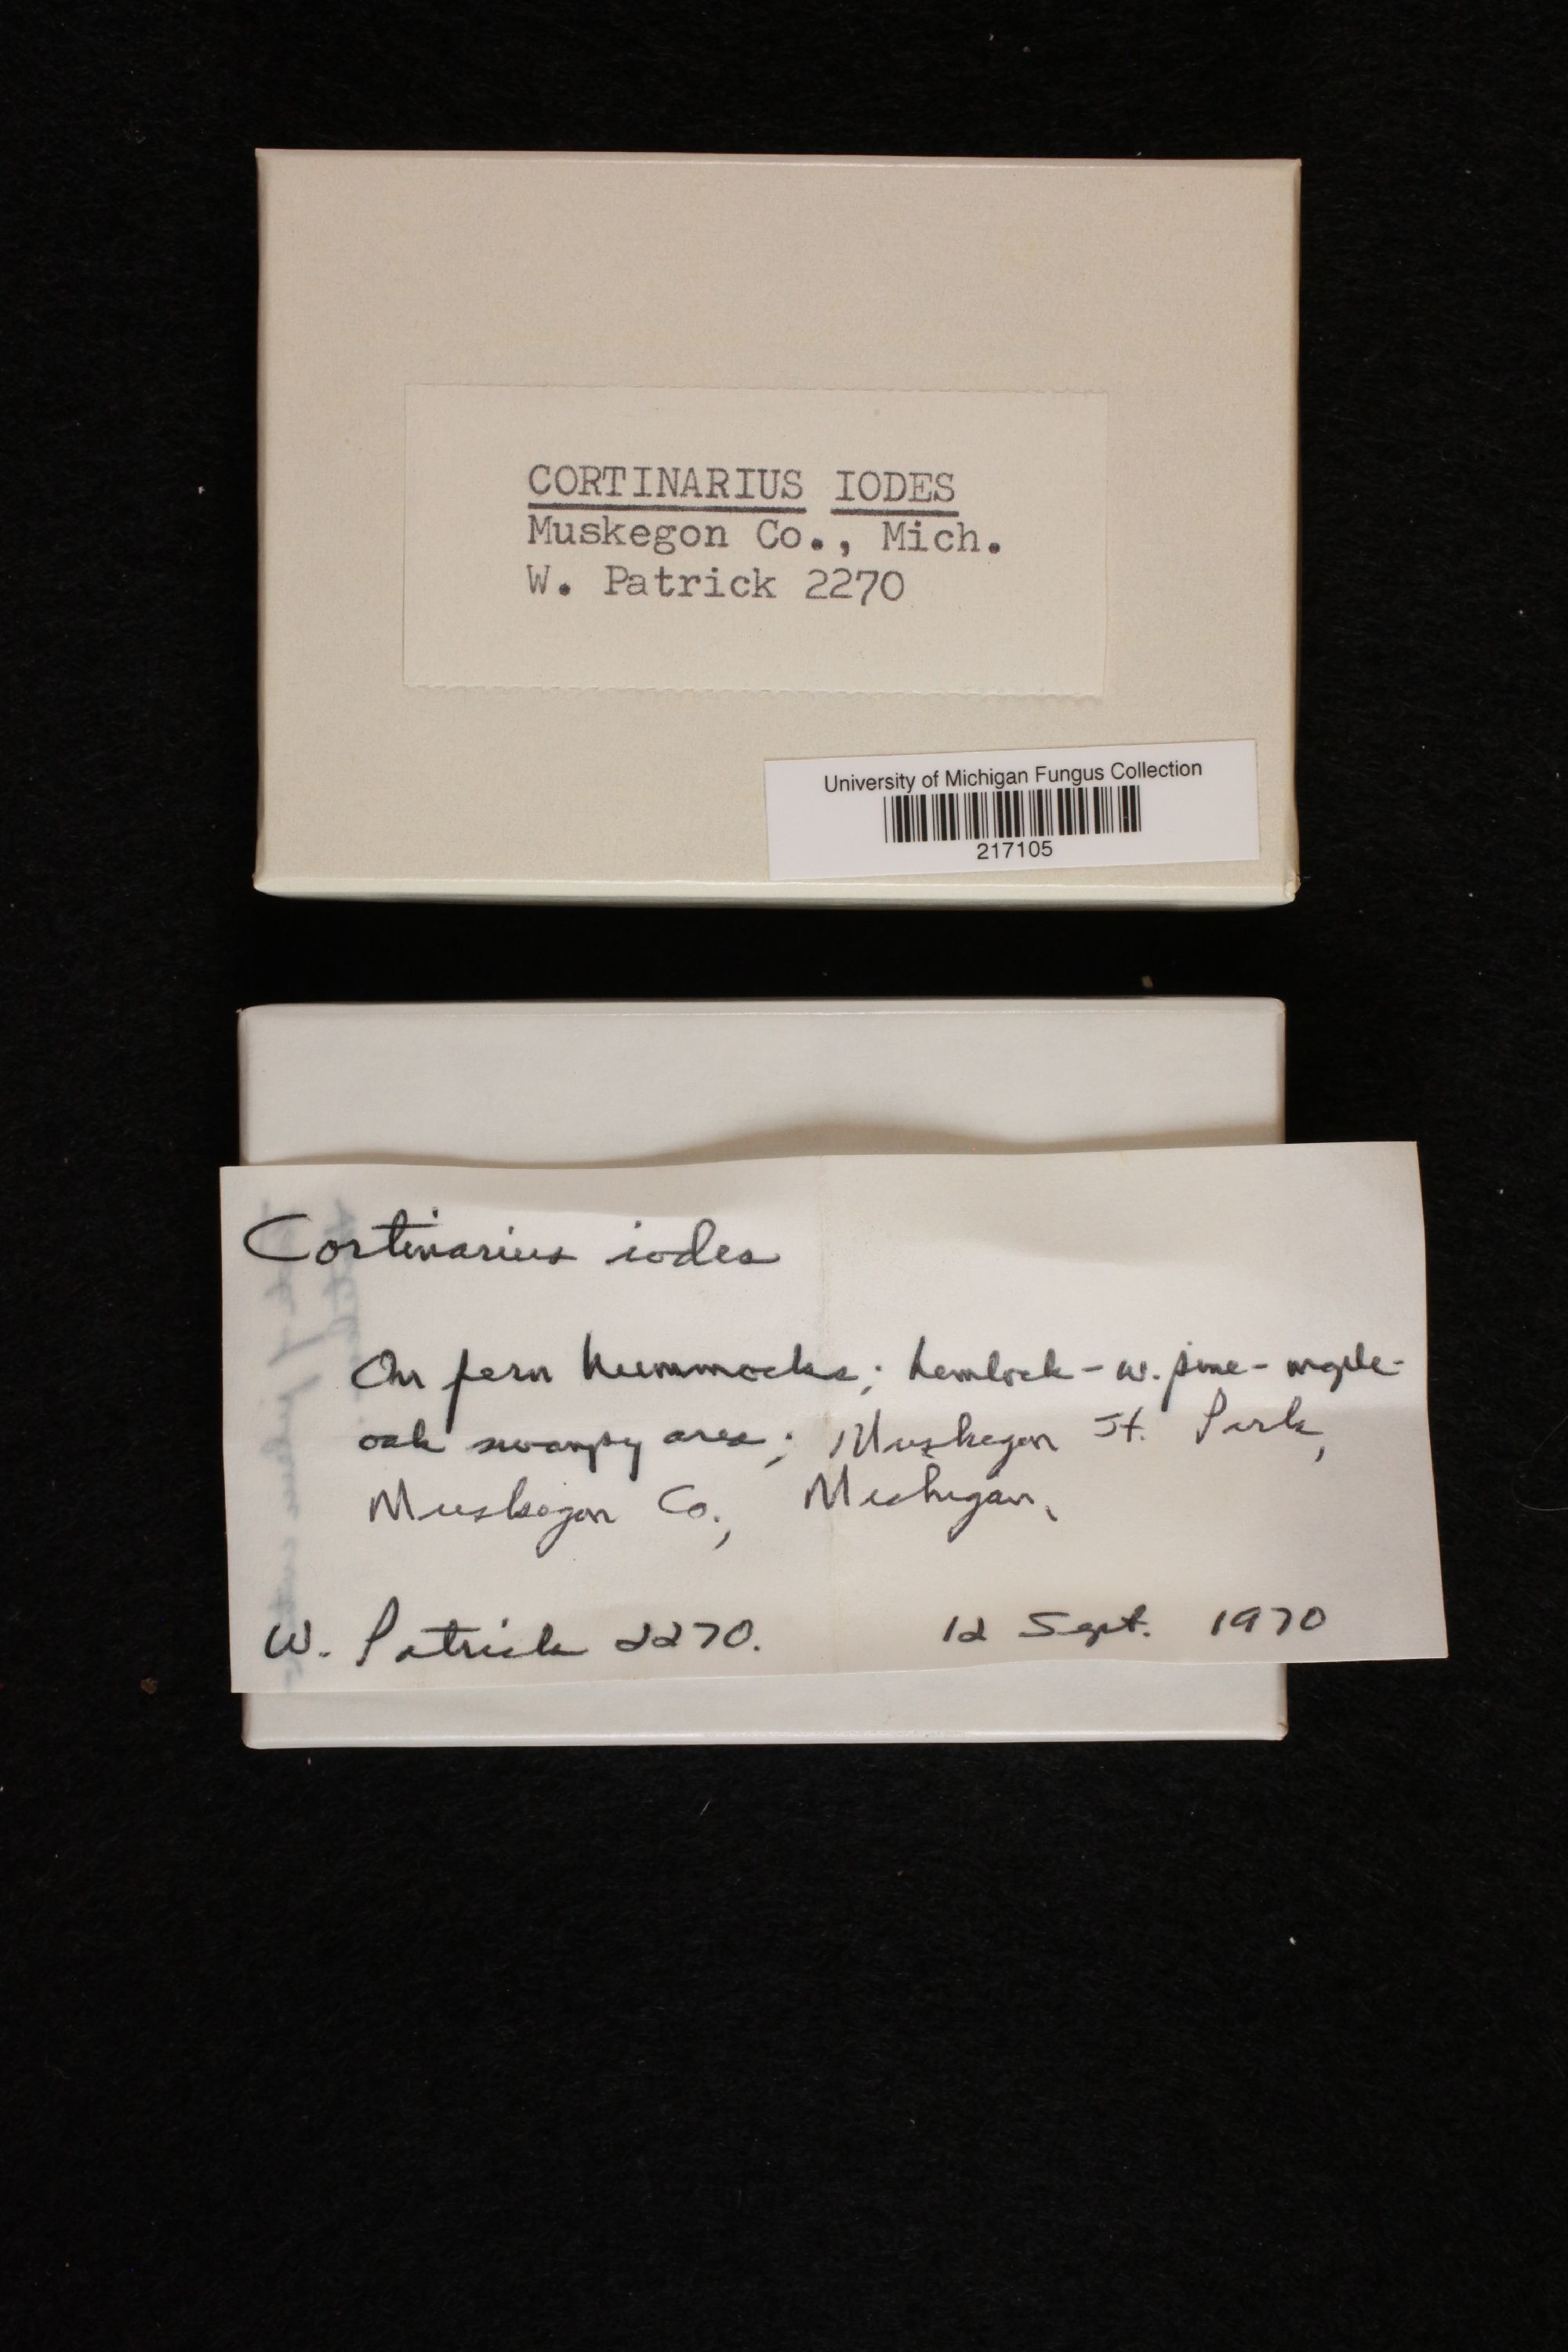 CORTINARIUS IODES
Muskegon Co., Mich.
W. Patrick 2270
University of Michigan Fungus Collection
217105
Cortinarius iodes
On fern hummocks; hemlock - w. pine - maple -
oak swampy area; Muskegon St. Park,
Muskegon Co., Michigan.
W. Patrick 2270. 12 Sept. 1970